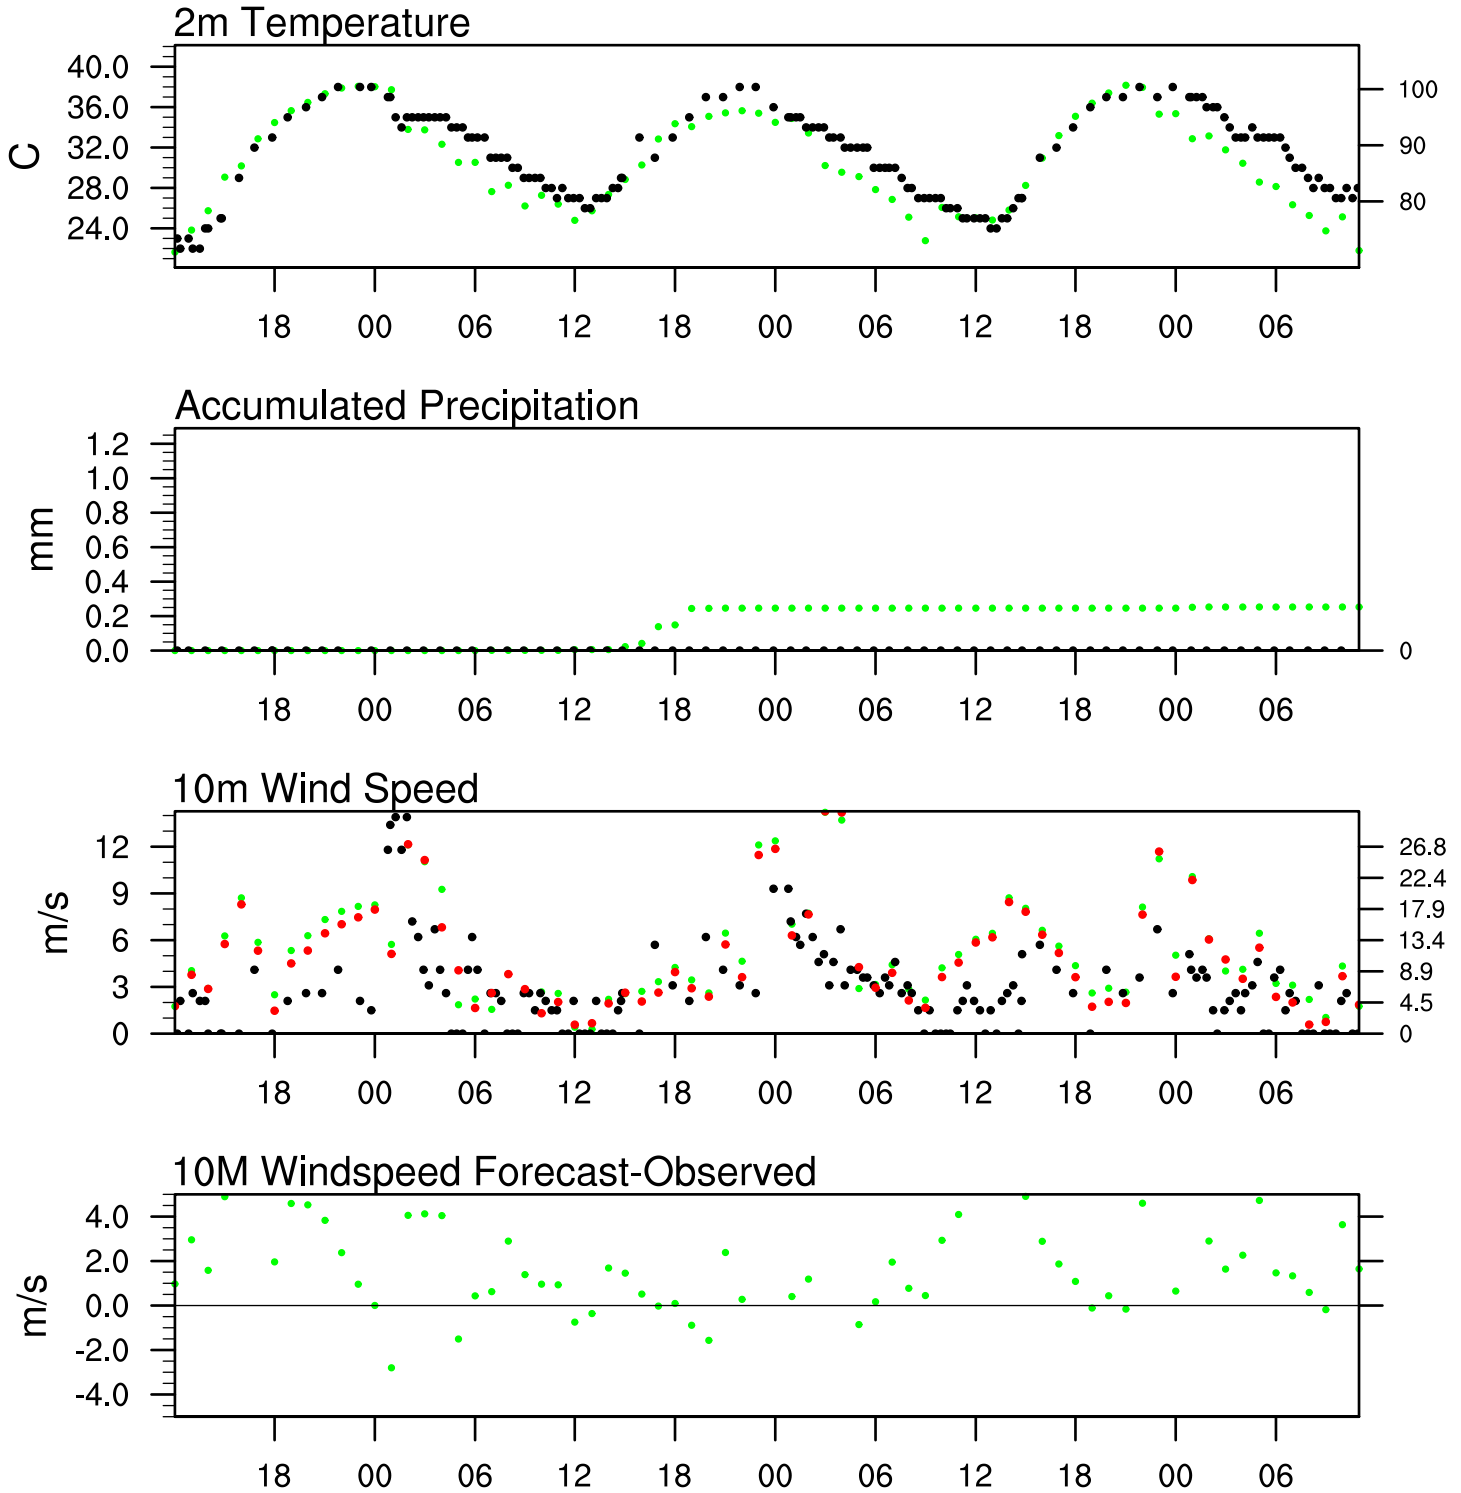 2m Temperature
40.0
36.0
32.0
28.0
24.0
C
100
90
80
18 00 06 12 18 00 06 12 18 00 06
Accumulated Precipitation
1.2
1.0
0.8
0.6
0.4
0.2
0.0
mm
0
18 00 06 12 18 00 06 12 18 00 06
10m Wind Speed
12
9
6
3
0
m/s
26.8
22.4
17.9
13.4
8.9
4.5
0
18 00 06 12 18 00 06 12 18 00 06
10M Windspeed Forecast-Observed
4.0
2.0
0.0
-2.0
-4.0
m/s
18 00 06 12 18 00 06 12 18 00 06